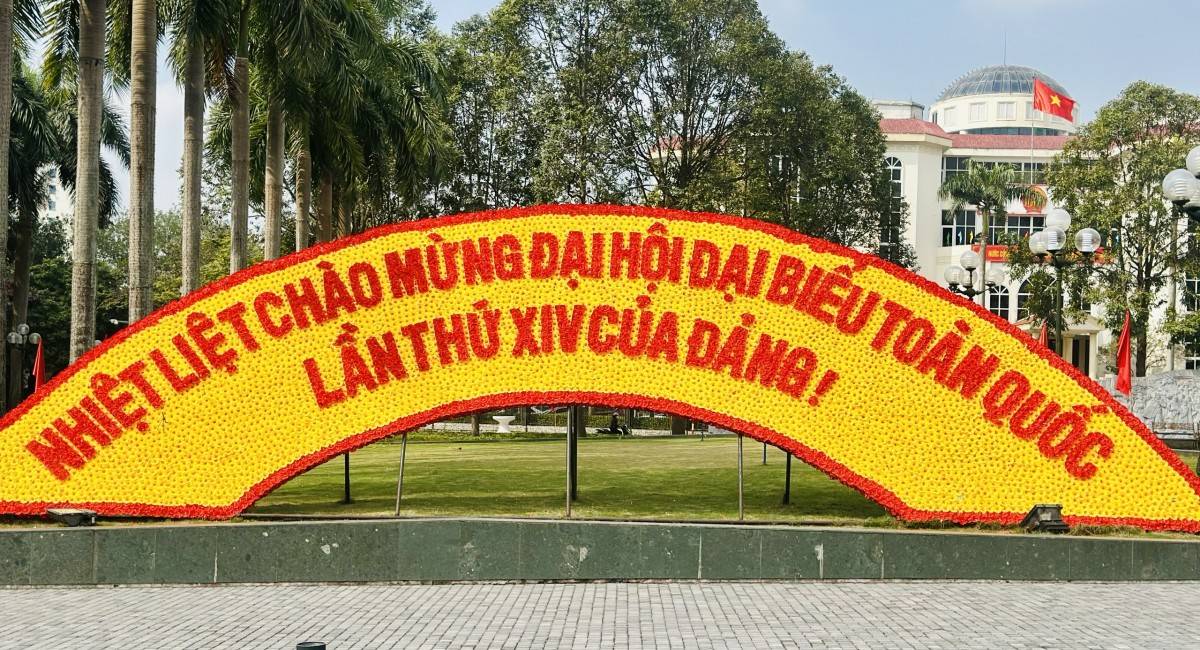 NHIỆT LIỆT CHÀO MỪNG ĐẠI HỘI ĐẠI BIỂU TOÀN QUỐC
LẦN THỨ XIV CỦA ĐẢNG!